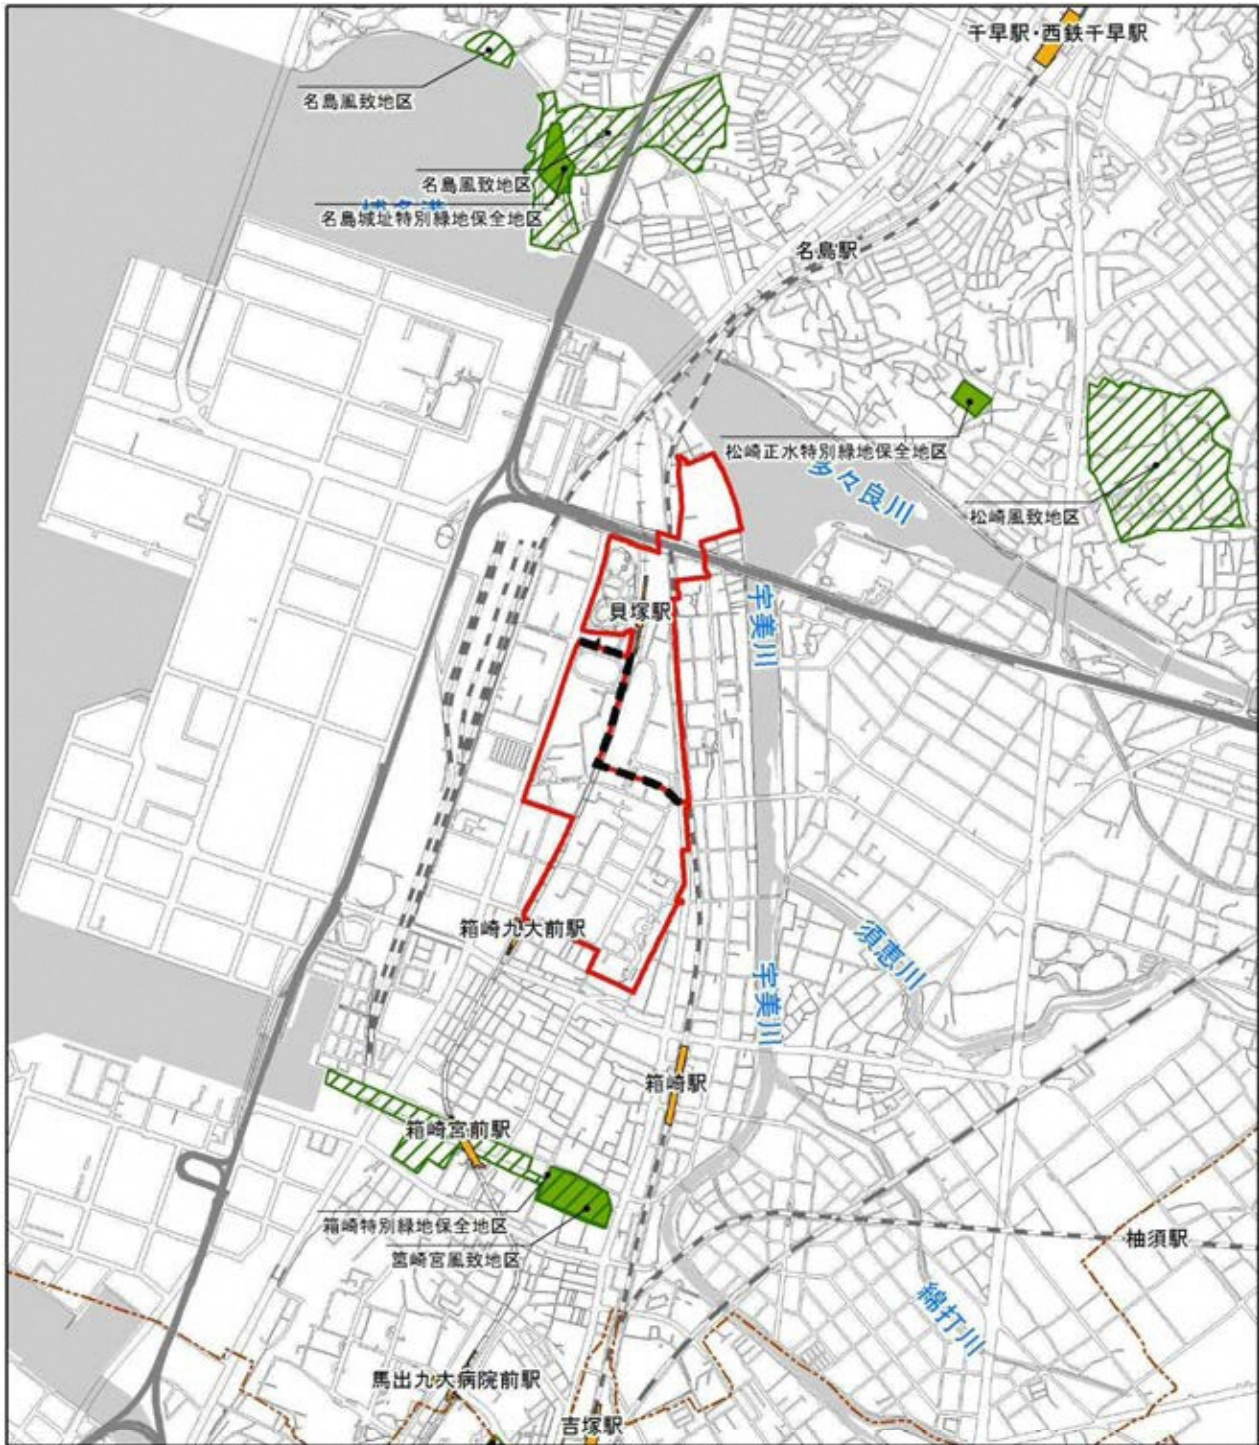 千早駅・西鉄千早駅
名島風致地区
名島風致地区
名島城址特別緑地保全地区
名島駅
松崎正水特別緑地保全地区
多々良川
松崎風致地区
貝塚駅
宇美川
箱崎九大前駅
須恵川
宇美川
箱崎駅
箱崎宮前駅
箱崎特別緑地保全地区
筥崎宮風致地区
柚須駅
綿打川
馬出九大病院前駅
吉塚駅